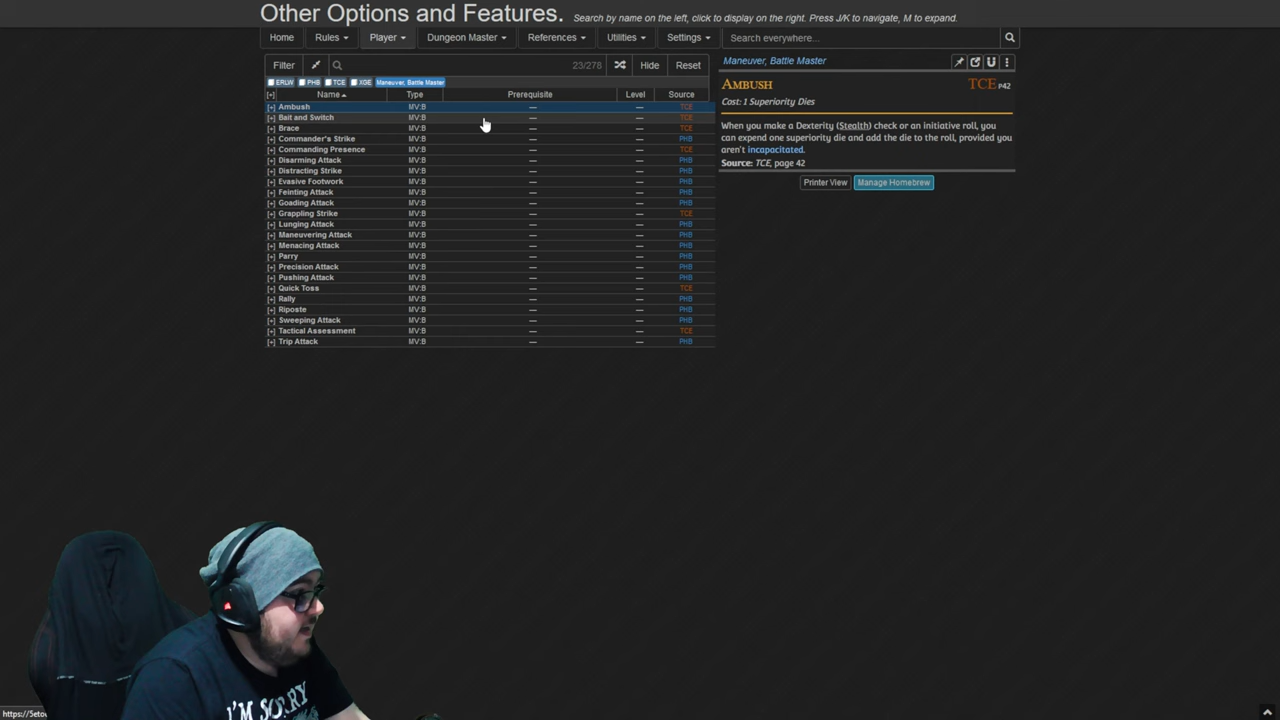 Other Options and Features. Search by name on the left, click to display on the right. Press J/K to navigate, M to expand.
Home Rules Player Dungeon Master References Utilities Settings Search everywhere...
Filter 23/278 Hide Reset
ERLW PHB TCE XGE Maneuver, Battle Master
[+] Name Type Prerequisite Level Source
[+] Ambush MV:B — — TCE
[+] Bait and Switch MV:B — — TCE
[+] Brace MV:B — — TCE
[+] Commander's Strike MV:B — — PHB
[+] Commanding Presence MV:B — — TCE
[+] Disarming Attack MV:B — — PHB
[+] Distracting Strike MV:B — — PHB
[+] Evasive Footwork MV:B — — PHB
[+] Feinting Attack MV:B — — PHB
[+] Goading Attack MV:B — — PHB
[+] Grappling Strike MV:B — — TCE
[+] Lunging Attack MV:B — — PHB
[+] Maneuvering Attack MV:B — — PHB
[+] Menacing Attack MV:B — — PHB
[+] Parry MV:B — — PHB
[+] Precision Attack MV:B — — PHB
[+] Pushing Attack MV:B — — PHB
[+] Quick Toss MV:B — — TCE
[+] Rally MV:B — — PHB
[+] Riposte MV:B — — PHB
[+] Sweeping Attack MV:B — — PHB
[+] Tactical Assessment MV:B — — TCE
[+] Trip Attack MV:B — — PHB
Maneuver, Battle Master
AMBUSH TCE P42
Cost: 1 Superiority Dies
When you make a Dexterity (Stealth) check or an initiative roll, you
can expend one superiority die and add the die to the roll, provided you
aren't incapacitated.
Source: TCE, page 42
Printer View Manage Homebrew
I'M SORRY